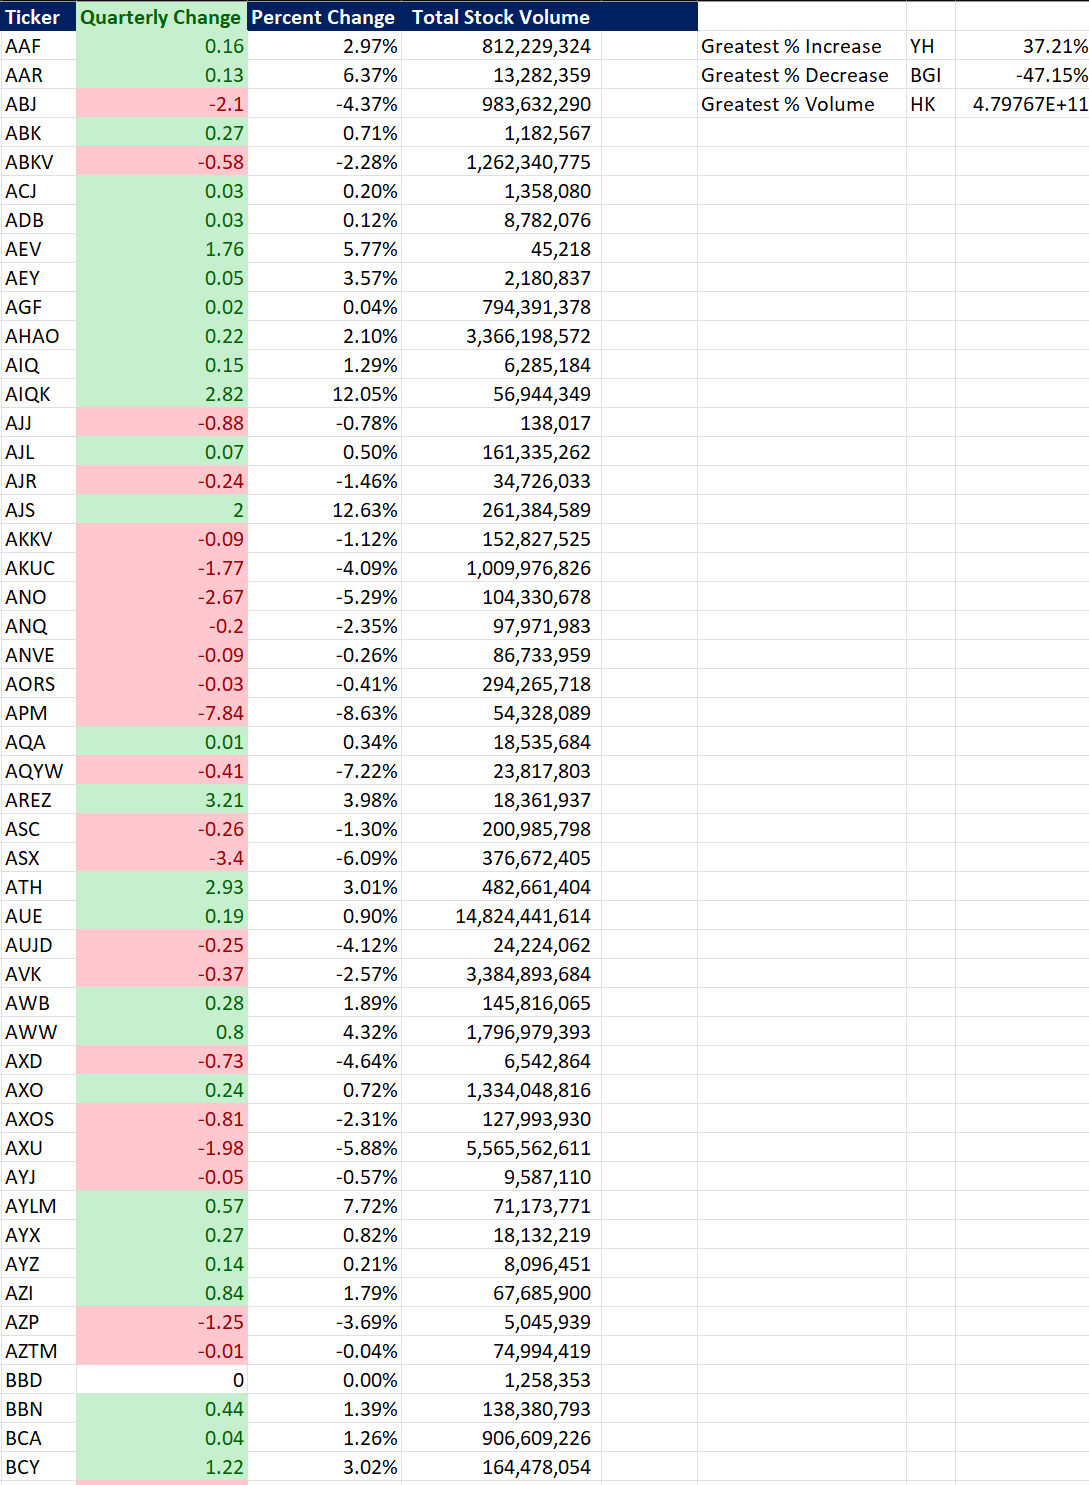 Ticker Quarterly Change Percent Change Total Stock Volume
AAF 0.16 2.97% 812,229,324 Greatest % Increase YH 37.21%
AAR 0.13 6.37% 13,282,359 Greatest % Decrease BGI -47.15%
ABJ -2.1 -4.37% 983,632,290 Greatest % Volume HK 4.79767E+11
ABK 0.27 0.71% 1,182,567
ABKV -0.58 -2.28% 1,262,340,775
ACJ 0.03 0.20% 1,358,080
ADB 0.03 0.12% 8,782,076
AEV 1.76 5.77% 45,218
AEY 0.05 3.57% 2,180,837
AGF 0.02 0.04% 794,391,378
AHAO 0.22 2.10% 3,366,198,572
AIQ 0.15 1.29% 6,285,184
AIQK 2.82 12.05% 56,944,349
AJJ -0.88 -0.78% 138,017
AJL 0.07 0.50% 161,335,262
AJR -0.24 -1.46% 34,726,033
AJS 2 12.63% 261,384,589
AKKV -0.09 -1.12% 152,827,525
AKUC -1.77 -4.09% 1,009,976,826
ANO -2.67 -5.29% 104,330,678
ANQ -0.2 -2.35% 97,971,983
ANVE -0.09 -0.26% 86,733,959
AORS -0.03 -0.41% 294,265,718
APM -7.84 -8.63% 54,328,089
AQA 0.01 0.34% 18,535,684
AQYW -0.41 -7.22% 23,817,803
AREZ 3.21 3.98% 18,361,937
ASC -0.26 -1.30% 200,985,798
ASX -3.4 -6.09% 376,672,405
ATH 2.93 3.01% 482,661,404
AUE 0.19 0.90% 14,824,441,614
AUJD -0.25 -4.12% 24,224,062
AVK -0.37 -2.57% 3,384,893,684
AWB 0.28 1.89% 145,816,065
AWW 0.8 4.32% 1,796,979,393
AXD -0.73 -4.64% 6,542,864
AXO 0.24 0.72% 1,334,048,816
AXOS -0.81 -2.31% 127,993,930
AXU -1.98 -5.88% 5,565,562,611
AYJ -0.05 -0.57% 9,587,110
AYLM 0.57 7.72% 71,173,771
AYX 0.27 0.82% 18,132,219
AYZ 0.14 0.21% 8,096,451
AZI 0.84 1.79% 67,685,900
AZP -1.25 -3.69% 5,045,939
AZTM -0.01 -0.04% 74,994,419
BBD 0 0.00% 1,258,353
BBN 0.44 1.39% 138,380,793
BCA 0.04 1.26% 906,609,226
BCY 1.22 3.02% 164,478,054